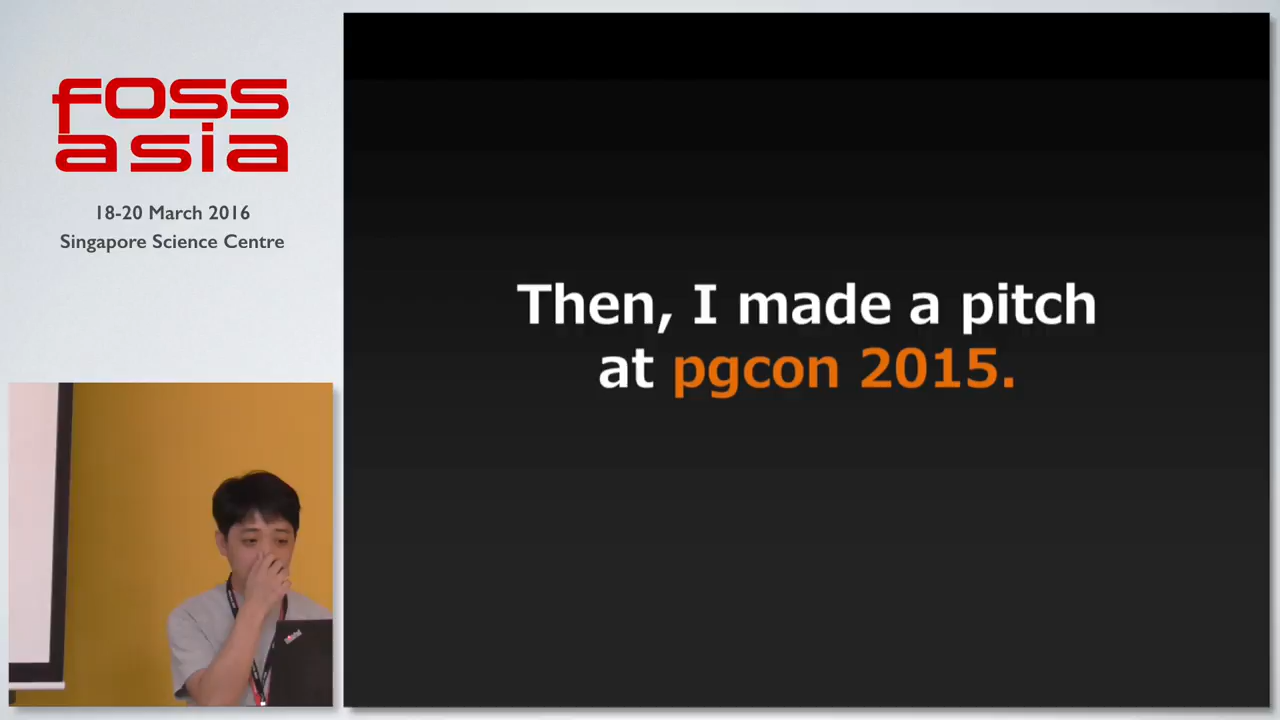 foss
asia
18-20 March 2016
Singapore Science Centre
Then, I made a pitch
at pgcon 2015.